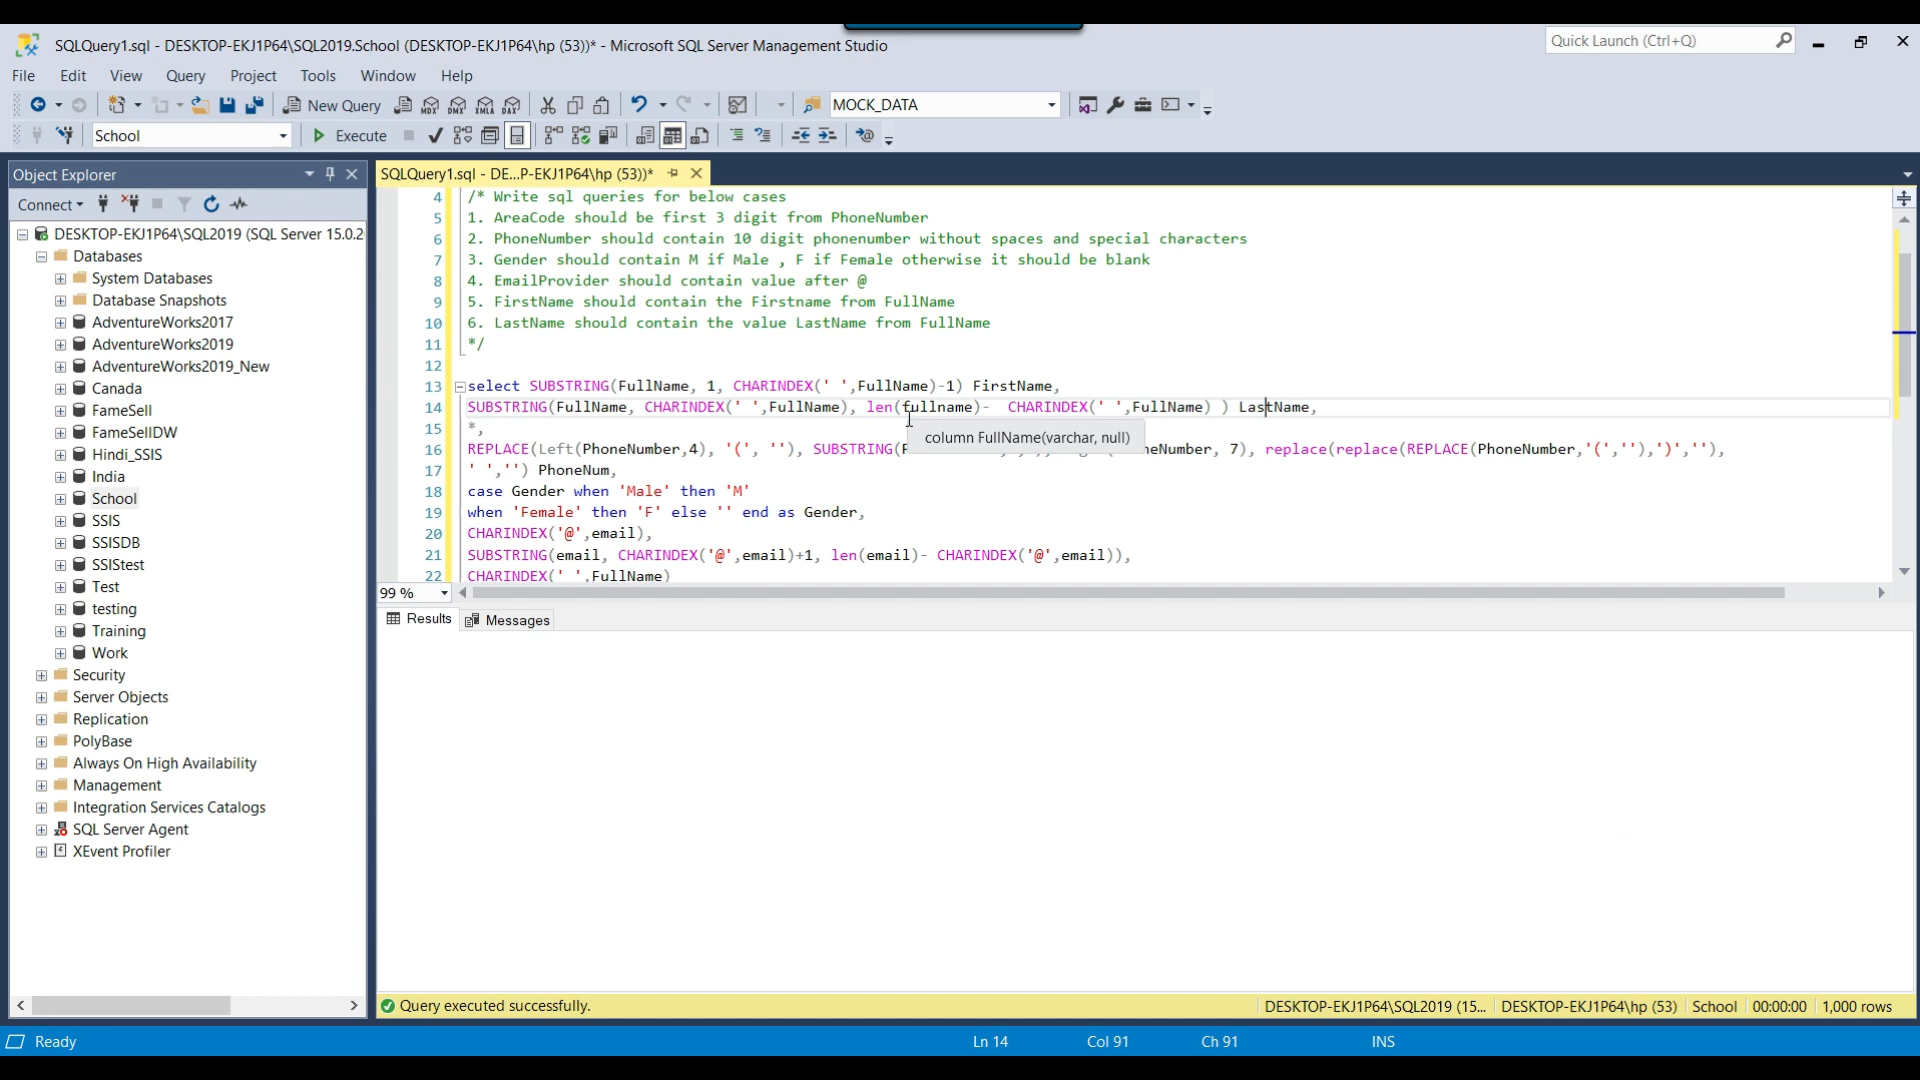 SQLQuery1.sql - DESKTOP-EKJ1P64\SQL2019.School (DESKTOP-EKJ1P64\hp (53))* - Microsoft SQL Server Management Studio
Quick Launch (Ctrl+Q)
File Edit View Query Project Tools Window Help
New Query MDX DMX XMLA DAX MOCK_DATA
School Execute
Object Explorer
SQLQuery1.sql - DE...P-EKJ1P64\hp (53))*
Connect
DESKTOP-EKJ1P64\SQL2019 (SQL Server 15.0.2
Databases
System Databases
Database Snapshots
AdventureWorks2017
AdventureWorks2019
AdventureWorks2019_New
Canada
FameSell
FameSellDW
Hindi_SSIS
India
School
SSIS
SSISDB
SSIStest
Test
testing
Training
Work
Security
Server Objects
Replication
PolyBase
Always On High Availability
Management
Integration Services Catalogs
SQL Server Agent
XEvent Profiler
4 /* Write sql queries for below cases
5 1. AreaCode should be first 3 digit from PhoneNumber
6 2. PhoneNumber should contain 10 digit phonenumber without spaces and special characters
7 3. Gender should contain M if Male , F if Female otherwise it should be blank
8 4. EmailProvider should contain value after @
9 5. FirstName should contain the Firstname from FullName
10 6. LastName should contain the value LastName from FullName
11 */
12
13 select SUBSTRING(FullName, 1, CHARINDEX(' ',FullName)-1) FirstName,
14 SUBSTRING(FullName, CHARINDEX(' ',FullName), len(fullname)- CHARINDEX(' ',FullName) ) LastName,
15 *,
column FullName(varchar, null)
16 REPLACE(Left(PhoneNumber,4), '(', ''), SUBSTRING( eNumber, 7), replace(replace(REPLACE(PhoneNumber,'(',''),')',''),
17 ' ','') PhoneNum,
18 case Gender when 'Male' then 'M'
19 when 'Female' then 'F' else '' end as Gender,
20 CHARINDEX('@',email),
21 SUBSTRING(email, CHARINDEX('@',email)+1, len(email)- CHARINDEX('@',email)),
22 CHARINDEX(' ',FullName)
99 %
Results Messages
Query executed successfully.
DESKTOP-EKJ1P64\SQL2019 (15... DESKTOP-EKJ1P64\hp (53) School 00:00:00 1,000 rows
Ready Ln 14 Col 91 Ch 91 INS